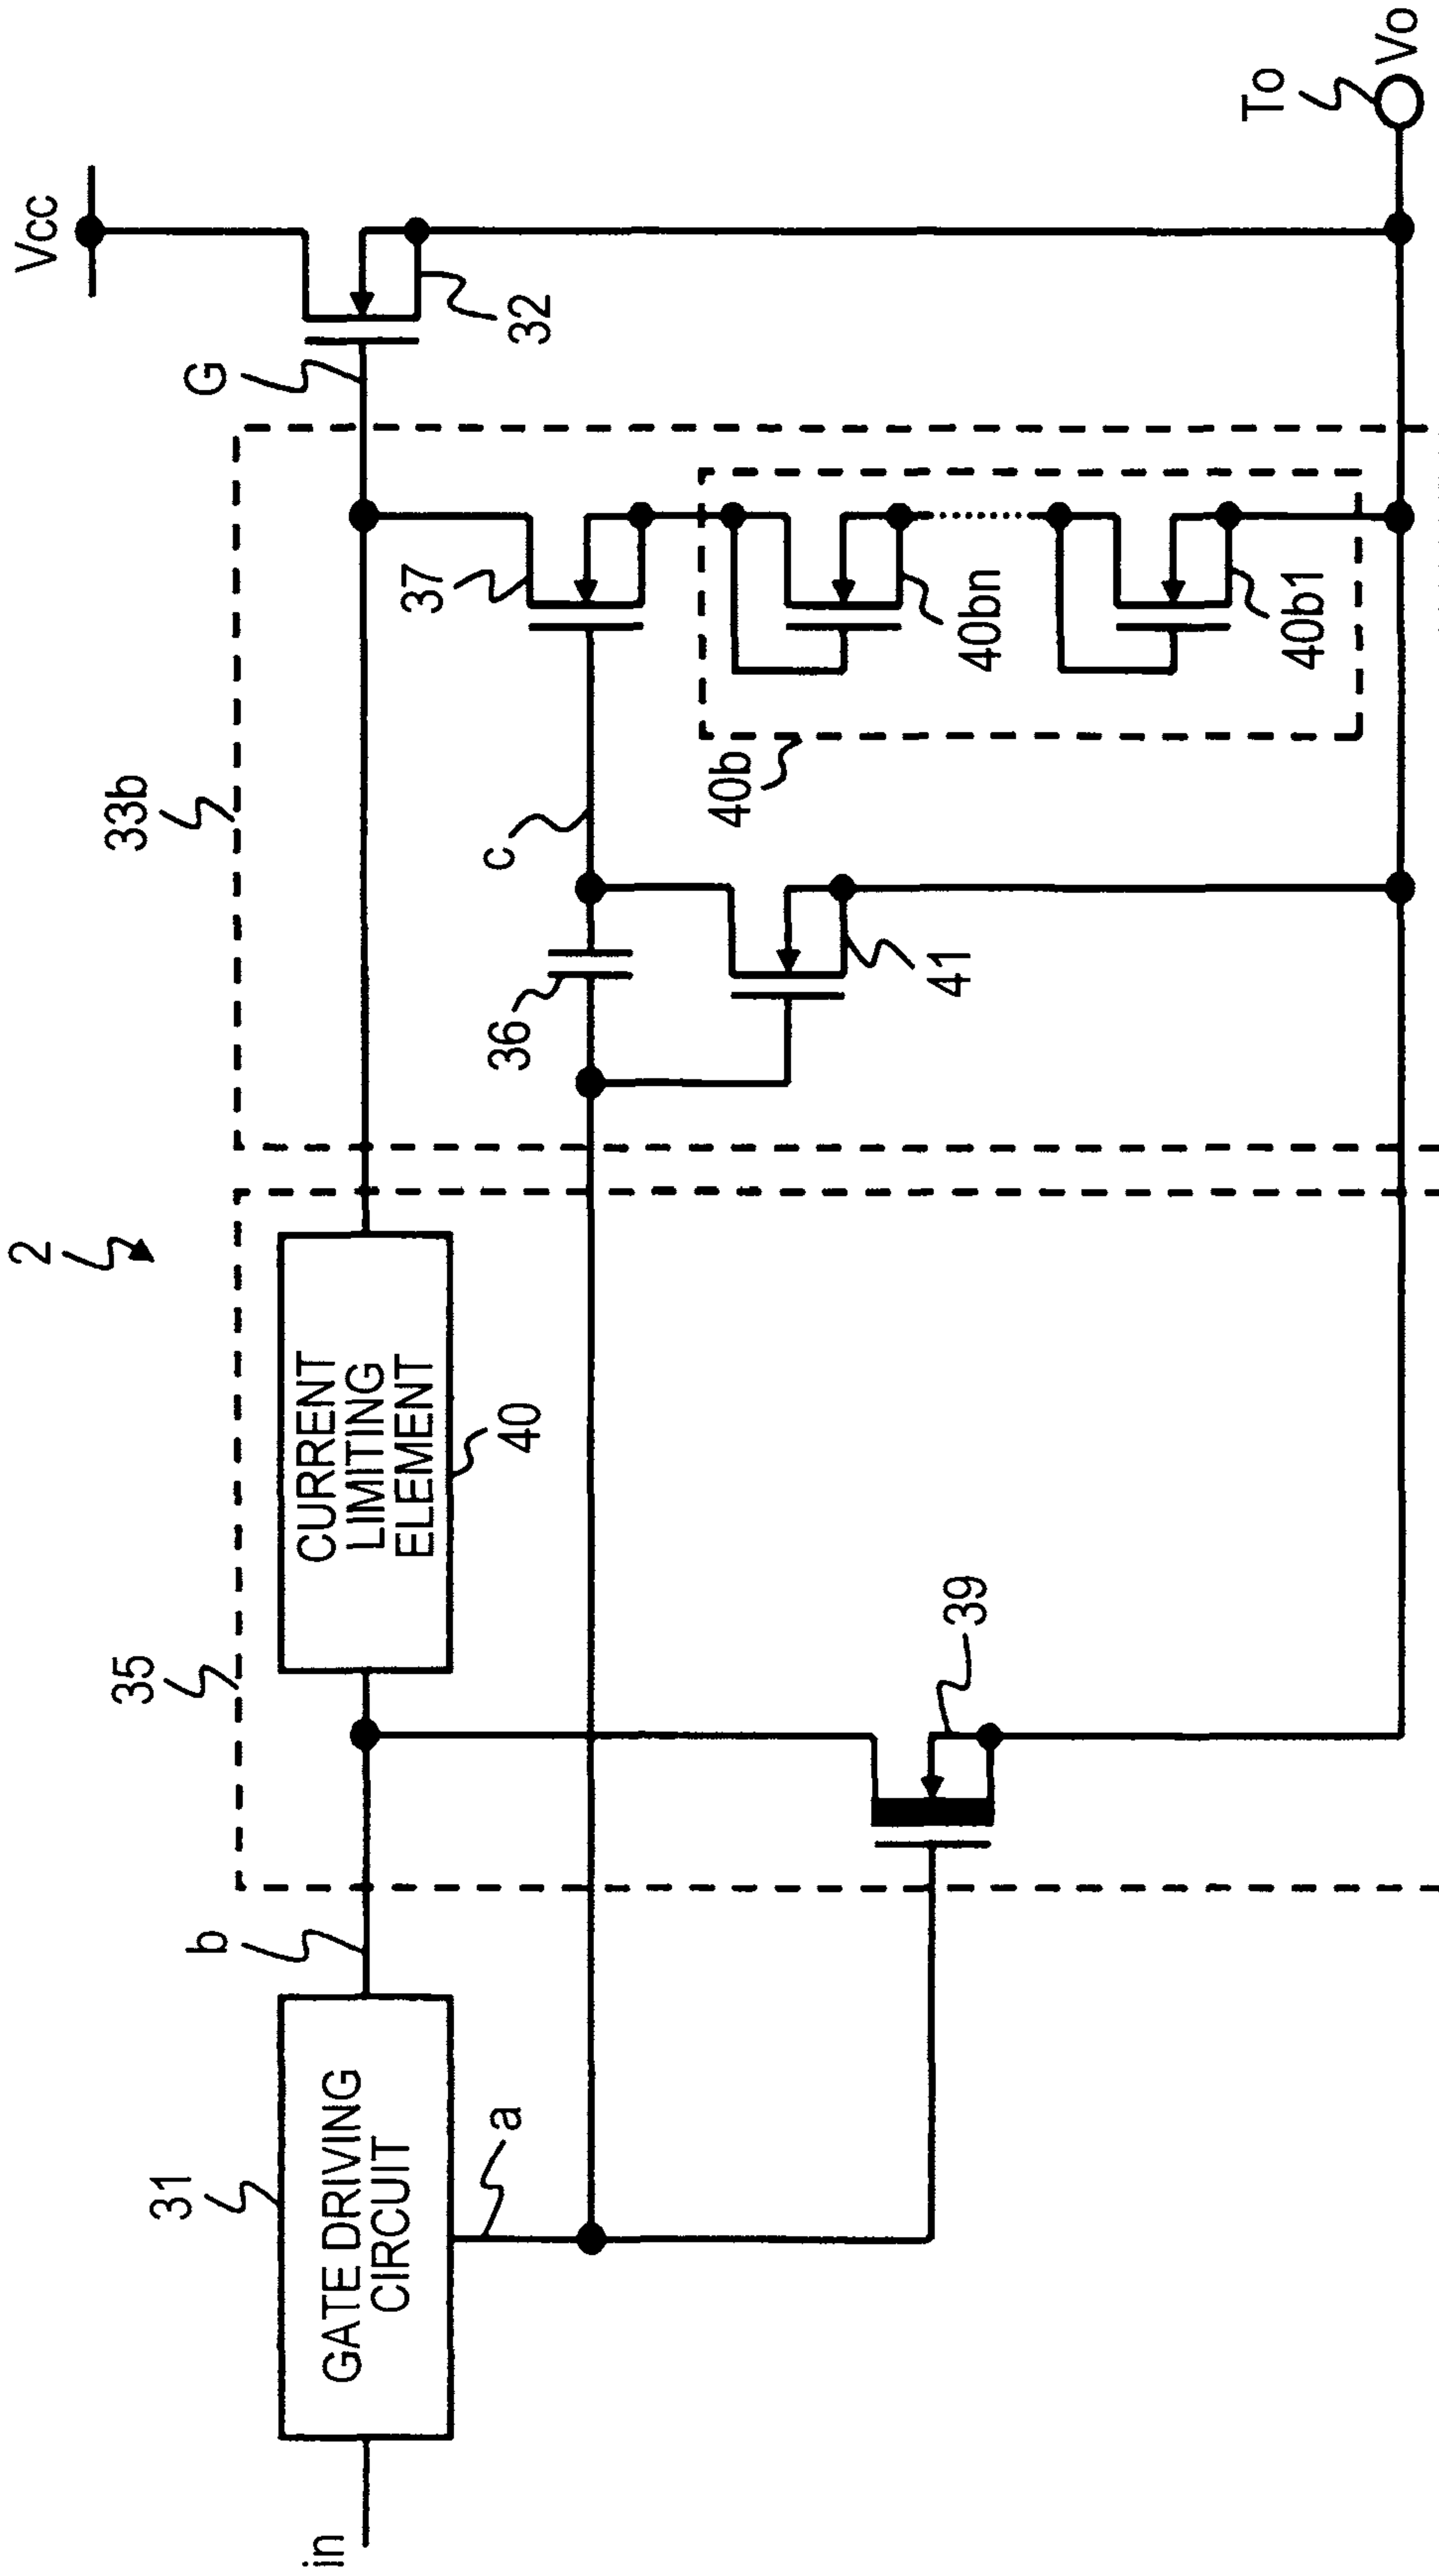 2
Vcc
33b
35
G
31
b
32
GATE DRIVING
CIRCUIT
CURRENT
LIMITING
ELEMENT
in
37
c
36
40
a
40b
40bn
41
39
To
40b1
Vo